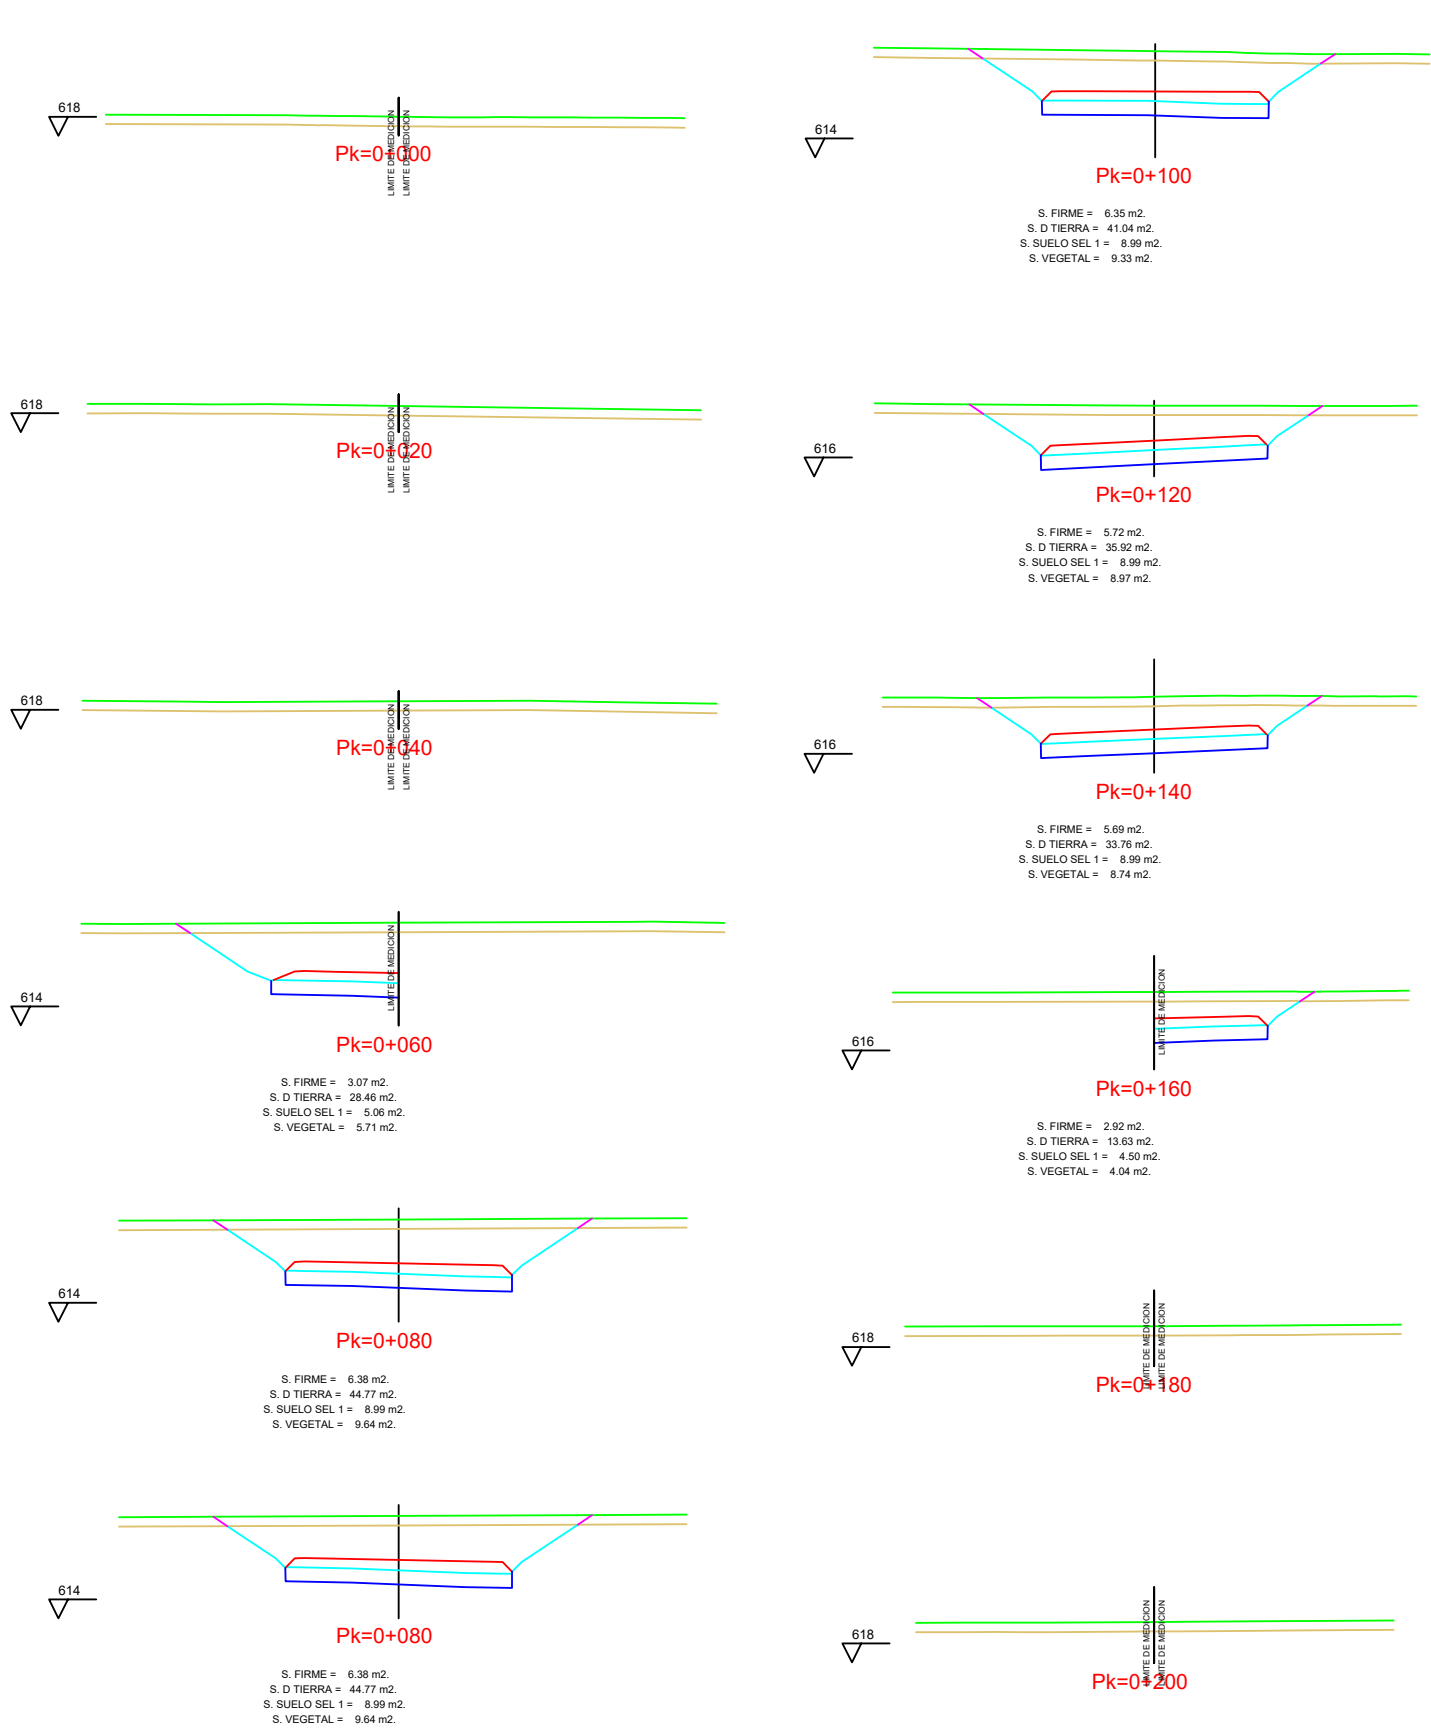 618
LIMITE DE MEDICION
LIMITE DE MEDICION
Pk=0+000
618
LIMITE DE MEDICION
LIMITE DE MEDICION
Pk=0+020
618
LIMITE DE MEDICION
LIMITE DE MEDICION
Pk=0+040
614
LIMITE DE MEDICION
Pk=0+060
S. FIRME = 3.07 m2.
S. D TIERRA = 28.46 m2.
S. SUELO SEL 1 = 5.06 m2.
S. VEGETAL = 5.71 m2.
614
Pk=0+080
S. FIRME = 6.38 m2.
S. D TIERRA = 44.77 m2.
S. SUELO SEL 1 = 8.99 m2.
S. VEGETAL = 9.64 m2.
614
Pk=0+080
S. FIRME = 6.38 m2.
S. D TIERRA = 44.77 m2.
S. SUELO SEL 1 = 8.99 m2.
S. VEGETAL = 9.64 m2.
614
Pk=0+100
S. FIRME = 6.35 m2.
S. D TIERRA = 41.04 m2.
S. SUELO SEL 1 = 8.99 m2.
S. VEGETAL = 9.33 m2.
616
Pk=0+120
S. FIRME = 5.72 m2.
S. D TIERRA = 35.92 m2.
S. SUELO SEL 1 = 8.99 m2.
S. VEGETAL = 8.97 m2.
616
Pk=0+140
S. FIRME = 5.69 m2.
S. D TIERRA = 33.76 m2.
S. SUELO SEL 1 = 8.99 m2.
S. VEGETAL = 8.74 m2.
616
LIMITE DE MEDICION
Pk=0+160
S. FIRME = 2.92 m2.
S. D TIERRA = 13.63 m2.
S. SUELO SEL 1 = 4.50 m2.
S. VEGETAL = 4.04 m2.
618
LIMITE DE MEDICION
LIMITE DE MEDICION
Pk=0+180
618
LIMITE DE MEDICION
LIMITE DE MEDICION
Pk=0+200